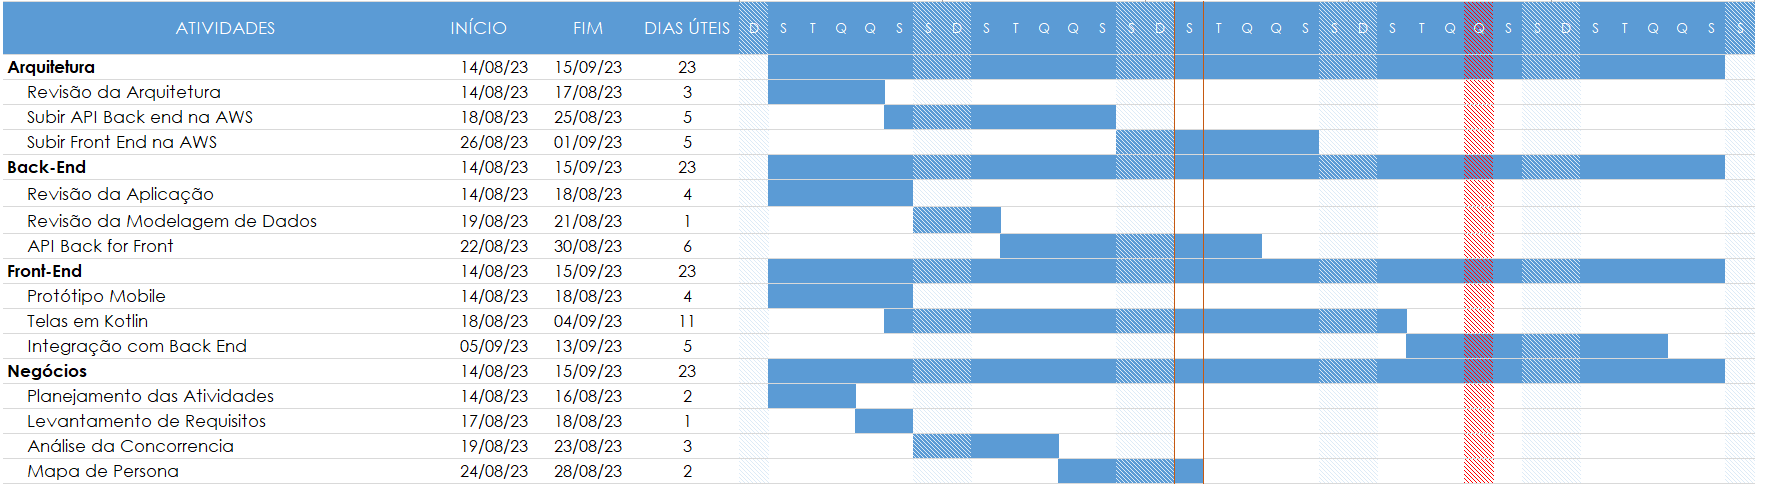 ATIVIDADES INÍCIO FIM DIAS ÚTEIS D S T Q Q S S D S T Q Q S S D S T Q Q S S D S T Q Q S S D S T Q Q S S
Arquitetura 14/08/23 15/09/23 23
Revisão da Arquitetura 14/08/23 17/08/23 3
Subir API Back end na AWS 18/08/23 25/08/23 5
Subir Front End na AWS 26/08/23 01/09/23 5
Back-End 14/08/23 15/09/23 23
Revisão da Aplicação 14/08/23 18/08/23 4
Revisão da Modelagem de Dados 19/08/23 21/08/23 1
API Back for Front 22/08/23 30/08/23 6
Front-End 14/08/23 15/09/23 23
Protótipo Mobile 14/08/23 18/08/23 4
Telas em Kotlin 18/08/23 04/09/23 11
Integração com Back End 05/09/23 13/09/23 5
Negócios 14/08/23 15/09/23 23
Planejamento das Atividades 14/08/23 16/08/23 2
Levantamento de Requisitos 17/08/23 18/08/23 1
Análise da Concorrencia 19/08/23 23/08/23 3
Mapa de Persona 24/08/23 28/08/23 2